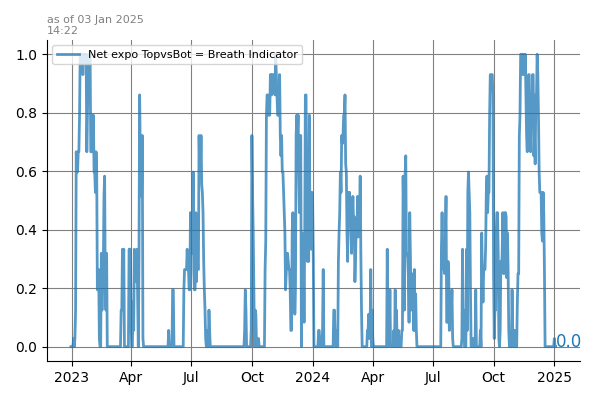 as of 03 Jan 2025
14:22
Net expo TopvsBot = Breath Indicator
1.0
0.8
0.6
0.4
0.2
0.0
0.0
2023 Apr Jul Oct 2024 Apr Jul Oct 2025